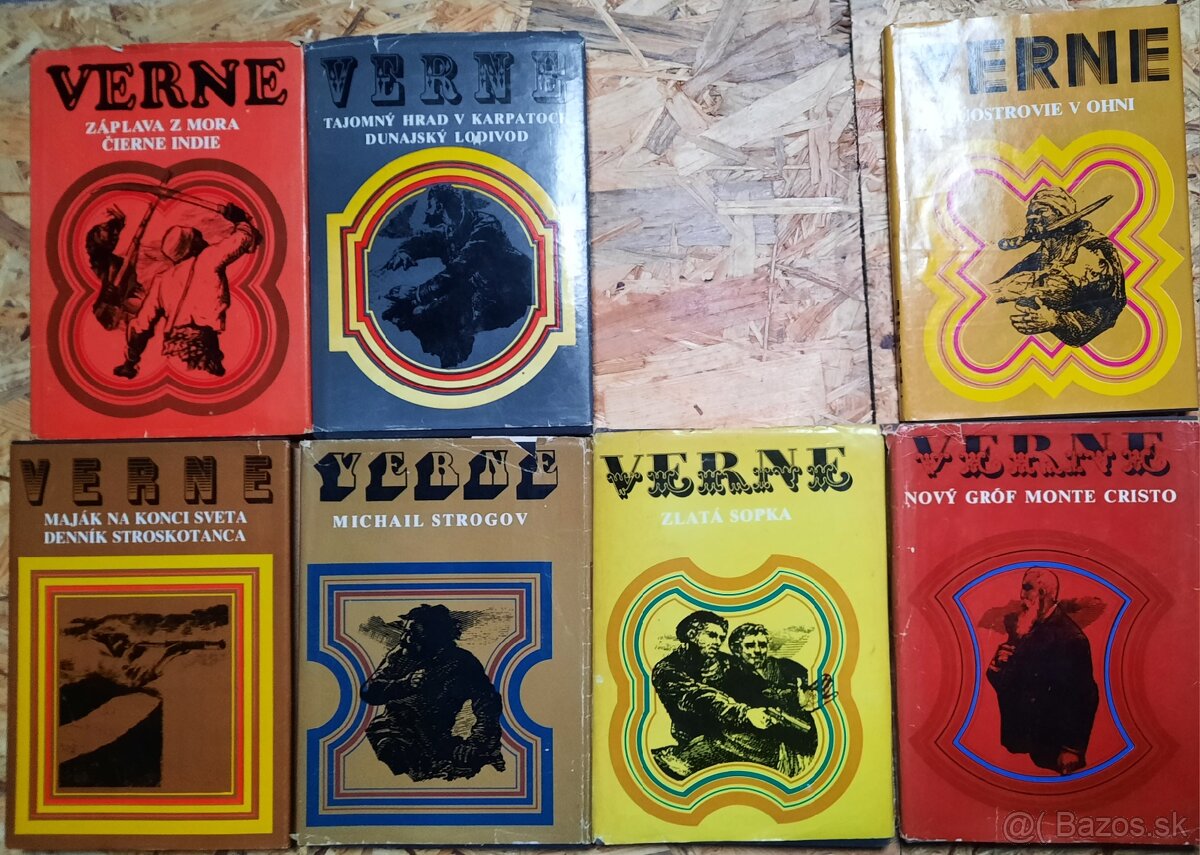 VERNE
ZÁPLAVA Z MORA
ČIERNE INDIE
VERNE
TAJOMNÝ HRAD V KARPATOCH
DUNAJSKÝ LODIVOD
VERNE
V OHNI
VERNE
MAJÁK NA KONCI SVETA
DENNÍK STROSKOTANCA
VERNE
MICHAIL STROGOV
VERNE
ZLATÁ SOPKA
VERNE
NOVÝ GRÓF MONTE CRISTO
@( Bazos.sk